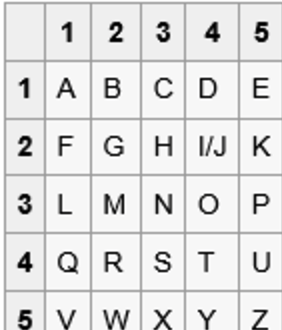 1 2 3 4 5
1 A B C D E
2 F G H I/J K
3 L M N O P
4 Q R S T U
5 V W X Y Z